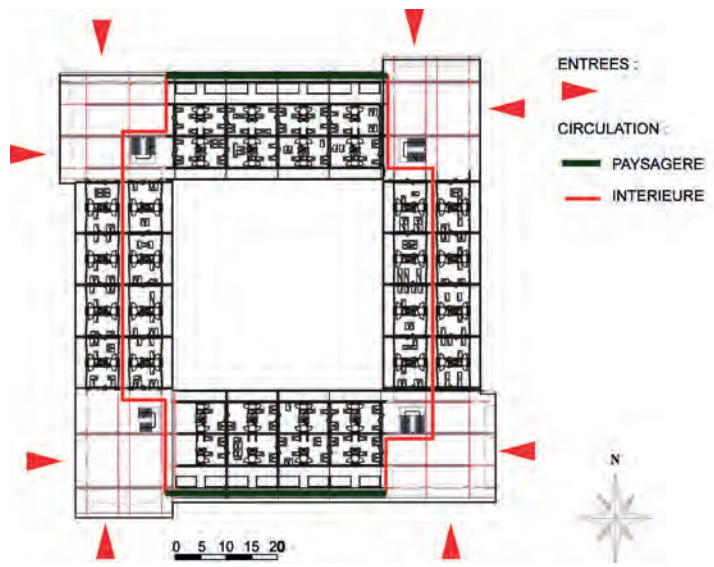 ENTREES :
CIRCULATION :
PAYSAGERE
INTERIEURE
N
0 5 10 15 20